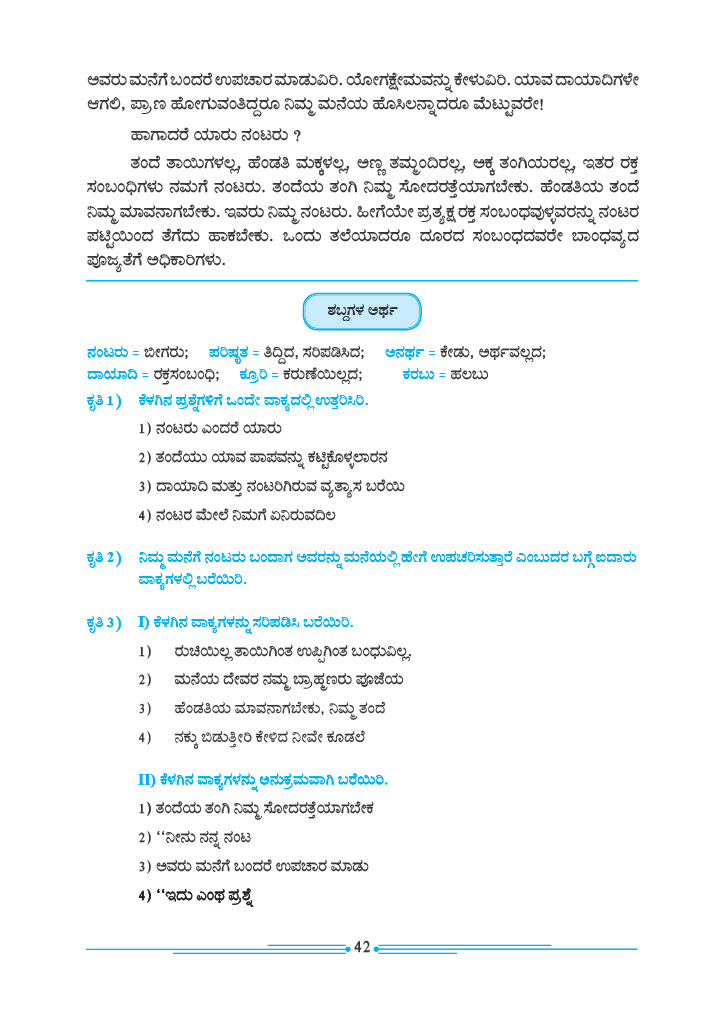 ಅವರು ಮನೆಗೆ ಬಂದರೆ ಉಪಚಾರ ಮಾಡುವಿರಿ. ಯೋಗಕ್ಷೇಮವನ್ನು ಕೇಳುವಿರಿ. ಯಾವ ದಾಯಾದಿಗಳೇ
ಆಗಲಿ, ಪ್ರಾಣ ಹೋಗುವಂತಿದ್ದರೂ ನಿಮ್ಮ ಮನೆಯ ಹೊಸಿಲನ್ನಾದರೂ ಮೆಟ್ಟುವರೇ!
ಹಾಗಾದರೆ ಯಾರು ನಂಟರು ?
ತಂದೆ ತಾಯಿಗಳಲ್ಲ, ಹೆಂಡತಿ ಮಕ್ಕಳಲ್ಲ, ಅಣ್ಣ ತಮ್ಮಂದಿರಲ್ಲ, ಅಕ್ಕ ತಂಗಿಯರಲ್ಲ, ಇತರ ರಕ್ತ
ಸಂಬಂಧಿಗಳು ನಮಗೆ ನಂಟರು. ತಂದೆಯ ತಂಗಿ ನಿಮ್ಮ ಸೋದರತ್ತೆಯಾಗಬೇಕು. ಹೆಂಡತಿಯ ತಂದೆ
ನಿಮ್ಮ ಮಾವನಾಗಬೇಕು. ಇವರು ನಿಮ್ಮ ನಂಟರು. ಹೀಗೆಯೇ ಪ್ರತ್ಯಕ್ಷ ರಕ್ತ ಸಂಬಂಧವುಳ್ಳವರನ್ನು ನಂಟರ
ಪಟ್ಟಿಯಿಂದ ತೆಗೆದು ಹಾಕಬೇಕು. ಒಂದು ತಲೆಯಾದರೂ ದೂರದ ಸಂಬಂಧದವರೇ ಬಾಂಧವ್ಯದ
ಪೂಜ್ಯತೆಗೆ ಅಧಿಕಾರಿಗಳು.
ಶಬ್ದಗಳ ಅರ್ಥ
ನಂಟರು = ಬೀಗರು; ಪರಿಷ್ಕೃತ = ತಿದ್ದಿದ, ಸರಿಪಡಿಸಿದ; ಅನರ್ಥ = ಕೇಡು, ಅರ್ಥವಲ್ಲದ;
ದಾಯಾದಿ = ರಕ್ತಸಂಬಂಧಿ; ಕ್ರೂರಿ = ಕರುಣೆಯಿಲ್ಲದ; ಕರಬು = ಹಲಬು
ಕೃತಿ 1) ಕೆಳಗಿನ ಪ್ರಶ್ನೆಗಳಿಗೆ ಒಂದೇ ವಾಕ್ಯದಲ್ಲಿ ಉತ್ತರಿಸಿರಿ.
1) ನಂಟರು ಎಂದರೆ ಯಾರು
2) ತಂದೆಯು ಯಾವ ಪಾಪವನ್ನು ಕಟ್ಟಿಕೊಳ್ಳಲಾರನ
3) ದಾಯಾದಿ ಮತ್ತು ನಂಟರಿಗಿರುವ ವ್ಯತ್ಯಾಸ ಬರೆಯಿ
4) ನಂಟರ ಮೇಲೆ ನಿಮಗೆ ಏನಿರುವದಿಲ
ಕೃತಿ 2) ನಿಮ್ಮ ಮನೆಗೆ ನಂಟರು ಬಂದಾಗ ಅವರನ್ನು ಮನೆಯಲ್ಲಿ ಹೇಗೆ ಉಪಚರಿಸುತ್ತಾರೆ ಎಂಬುದರ ಬಗ್ಗೆ ಐದಾರು
ವಾಕ್ಯಗಳಲ್ಲಿ ಬರೆಯಿರಿ.
ಕೃತಿ 3) I) ಕೆಳಗಿನ ವಾಕ್ಯಗಳನ್ನು ಸರಿಪಡಿಸಿ ಬರೆಯಿರಿ.
1) ರುಚಿಯಿಲ್ಲ ತಾಯಿಗಿಂತ ಉಪ್ಪಿಗಿಂತ ಬಂಧುವಿಲ್ಲ.
2) ಮನೆಯ ದೇವರ ನಮ್ಮ ಬ್ರಾಹ್ಮಣರು ಪೂಜೆಯ
3) ಹೆಂಡತಿಯ ಮಾವನಾಗಬೇಕು, ನಿಮ್ಮ ತಂದೆ
4) ನಕ್ಕು ಬಿಡುತ್ತೀರಿ ಕೇಳಿದ ನೀವೇ ಕೂಡಲೆ
II) ಕೆಳಗಿನ ವಾಕ್ಯಗಳನ್ನು ಅನುಕ್ರಮವಾಗಿ ಬರೆಯಿರಿ.
1) ತಂದೆಯ ತಂಗಿ ನಿಮ್ಮ ಸೋದರತ್ತೆಯಾಗಬೇಕ
2) ‘‘ನೀನು ನನ್ನ ನಂಟ
3) ಅವರು ಮನೆಗೆ ಬಂದರೆ ಉಪಚಾರ ಮಾಡು
4) ‘‘ಇದು ಎಂಥ ಪ್ರಶ್ನೆ
42